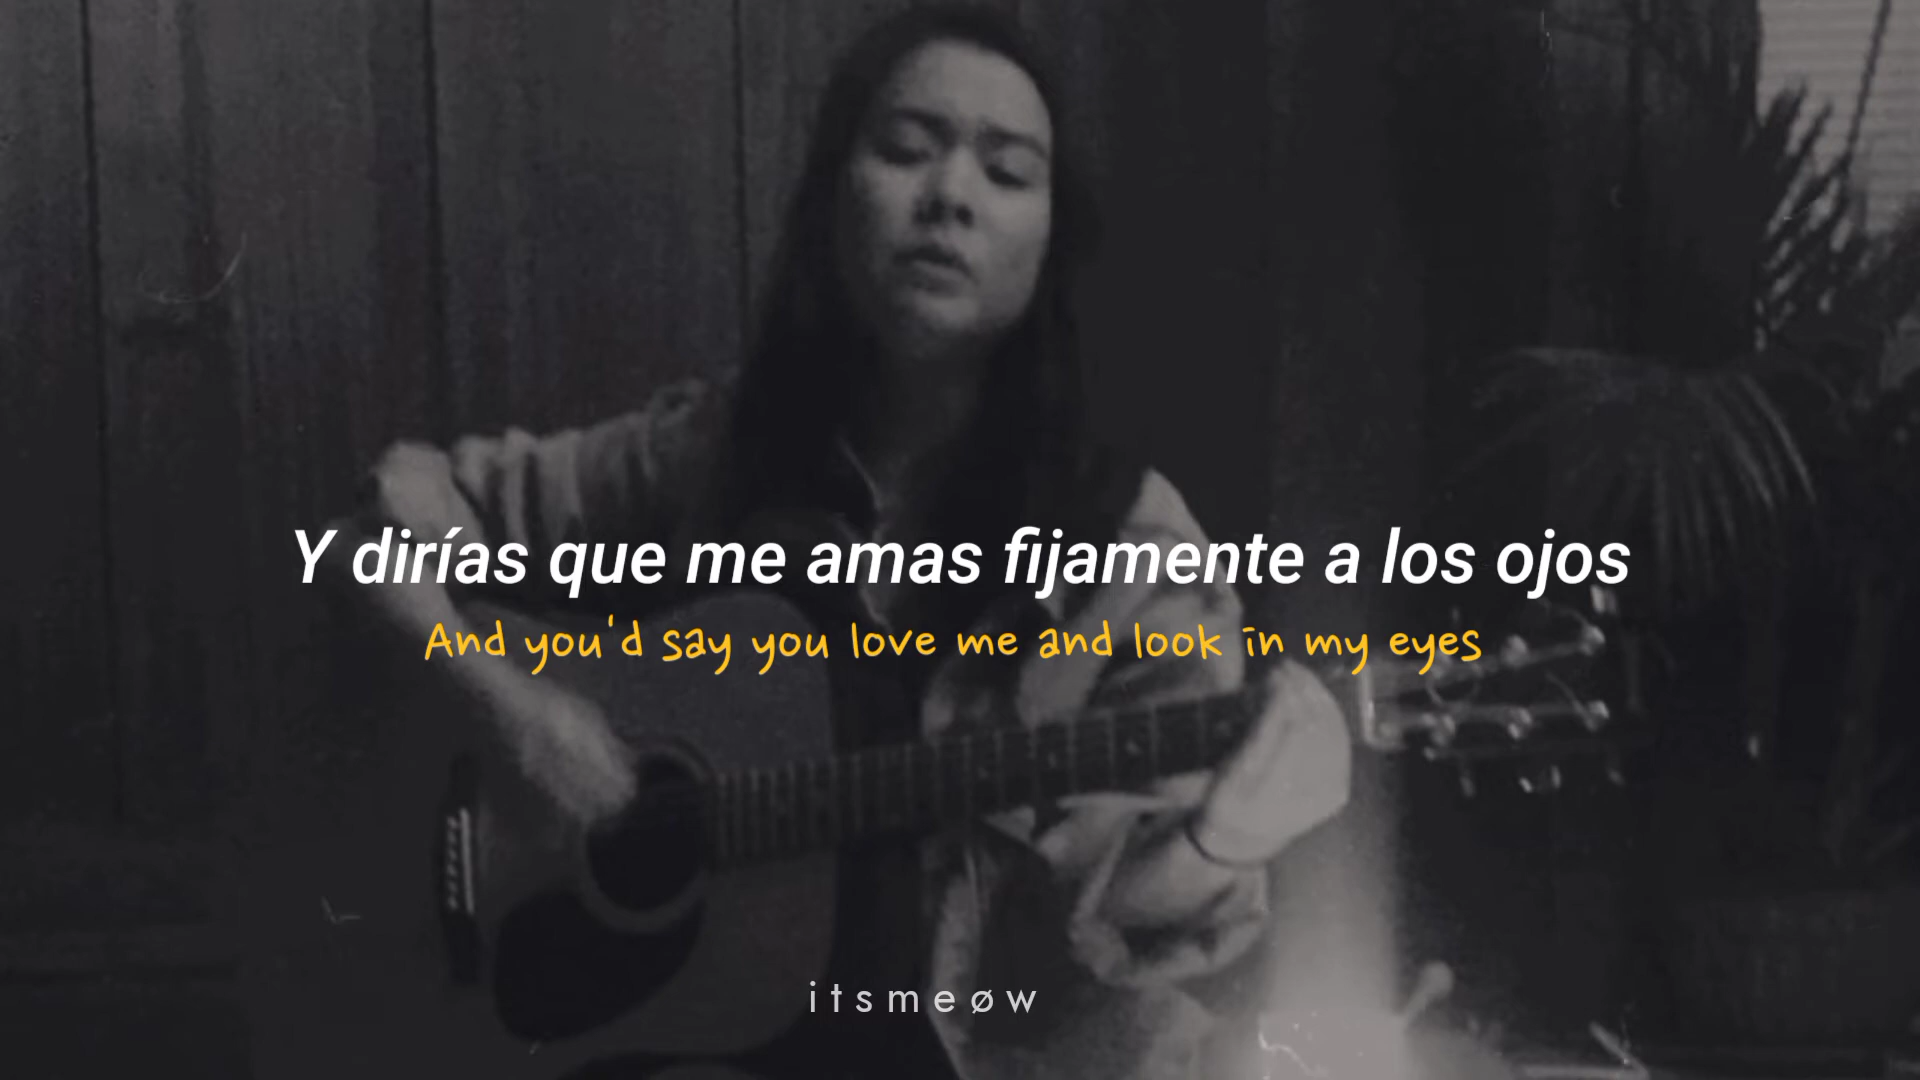 Y dirías que me amas fijamente a los ojos
And you'd say you love me and look in my eyes
itsmeøw